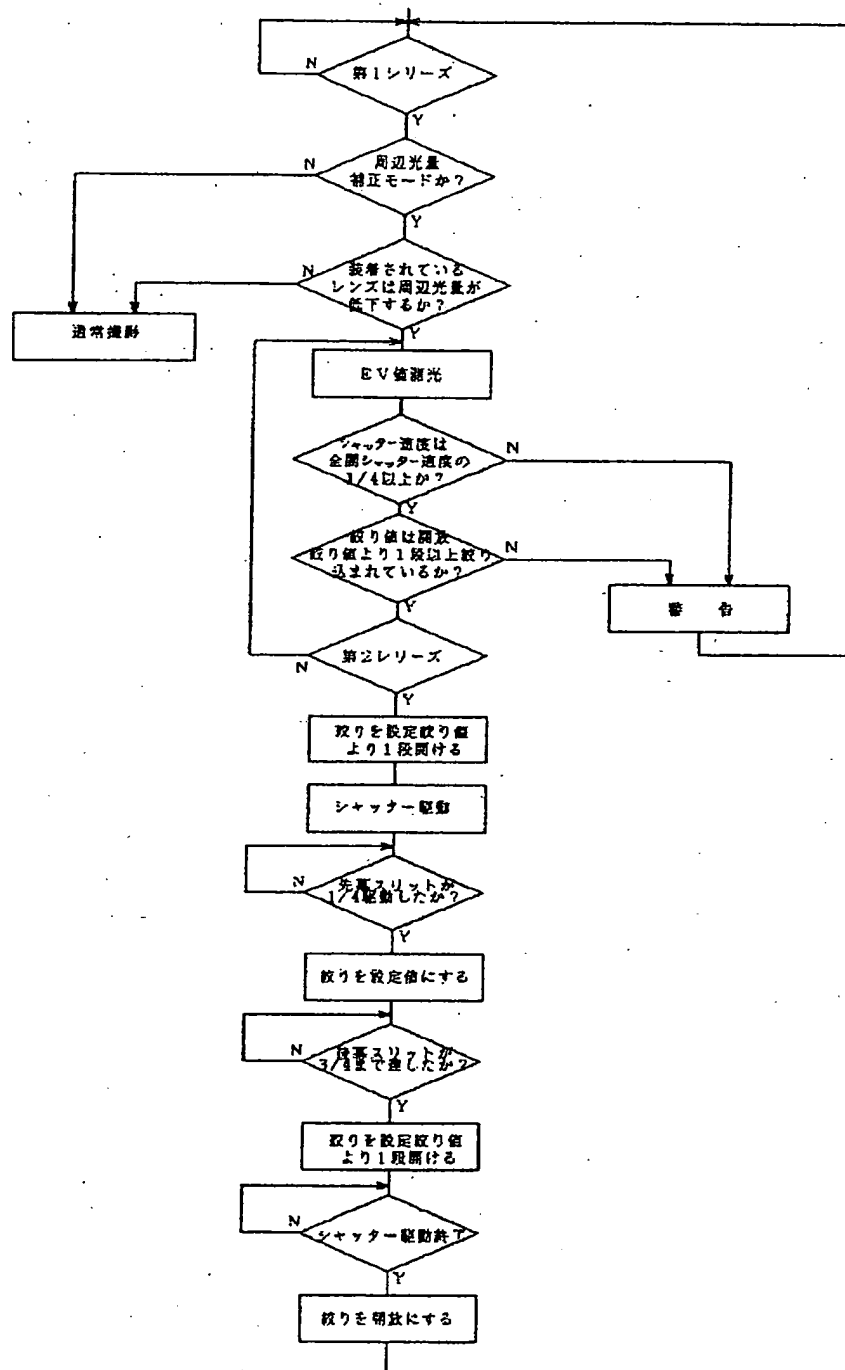 第1シリーズ
N
Y
周辺光量
補正モードか？
N
Y
装着されている
レンズは周辺光量が
低下するか？
N
Y
通常撮影
EV値測光
シャッター速度は
全開シャッター速度の
1/4以上か？
N
Y
絞り値は開放
絞り値より1段以上絞り
込まれているか？
N
Y
警　告
第2レリーズ
N
Y
絞りを設定絞り値
より1段開ける
シャッター駆動
先幕スリットが
1/4駆動したか？
N
Y
絞りを設定値にする
後幕スリットが
3/4まで達したか？
N
Y
絞りを設定絞り値
より1段開ける
シャッター駆動終了
N
Y
絞りを開放にする